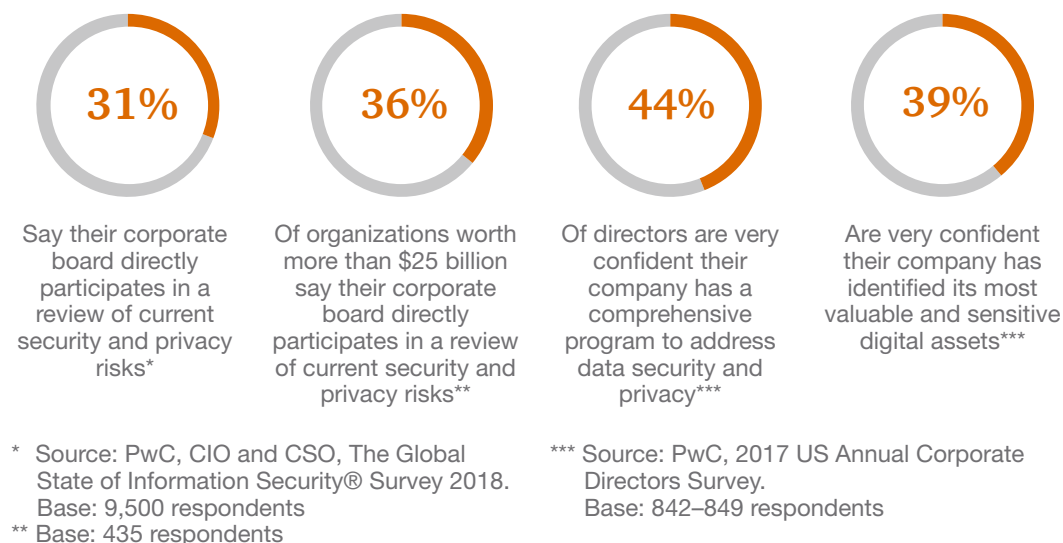 31%
Say their corporate
board directly
participates in a
review of current
security and privacy
risks*
36%
Of organizations worth
more than $25 billion
say their corporate
board directly
participates in a review
of current security and
privacy risks**
44%
Of directors are very
confident their
company has a
comprehensive
program to address
data security and
privacy***
39%
Are very confident
their company has
identified its most
valuable and sensitive
digital assets***
* Source: PwC, CIO and CSO, The Global
State of Information Security® Survey 2018.
Base: 9,500 respondents
** Base: 435 respondents
*** Source: PwC, 2017 US Annual Corporate
Directors Survey.
Base: 842–849 respondents